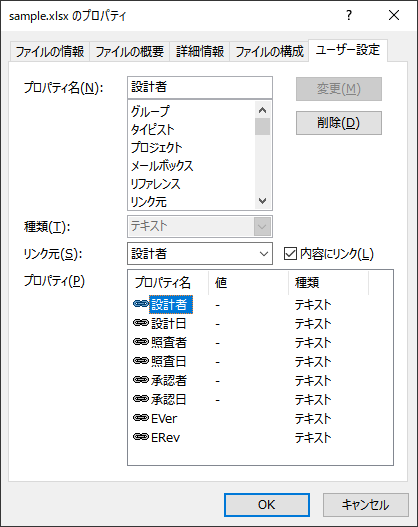 sample.xlsx のプロパティ
ファイルの情報 ファイルの概要 詳細情報 ファイルの構成 ユーザー設定
プロパティ名(N): 設計者 変更(M)
グループ
タイピスト
プロジェクト
メールボックス
リファレンス
リンク元
削除(D)
種類(T): テキスト
リンク元(S): 設計者 内容にリンク(L)
プロパティ(P)
プロパティ名 値 種類
設計者 - テキスト
設計日 - テキスト
照査者 - テキスト
照査日 - テキスト
承認者 - テキスト
承認日 - テキスト
EVer テキスト
ERev テキスト
OK キャンセル